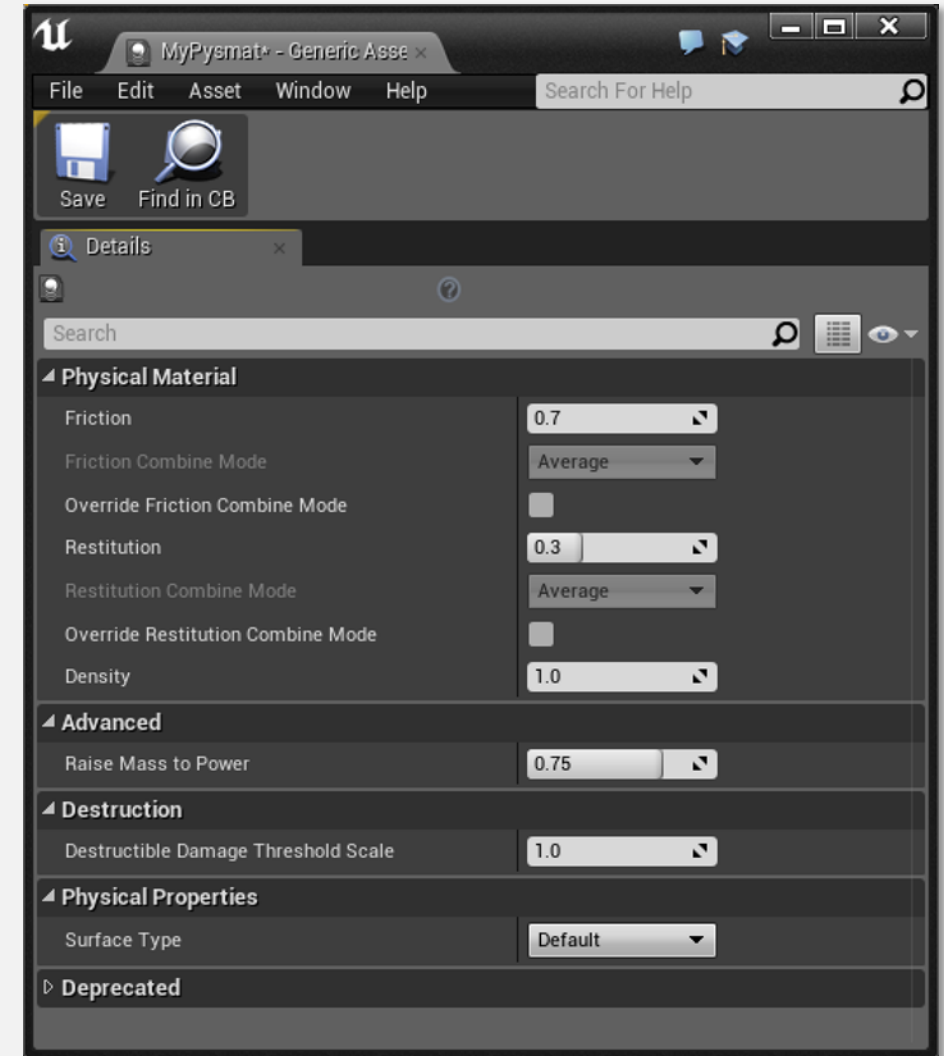 MyPysmat* - Generic Asse
File Edit Asset Window Help Search For Help
Save Find in CB
Details
Search
Physical Material
Friction 0.7
Friction Combine Mode Average
Override Friction Combine Mode
Restitution 0.3
Restitution Combine Mode Average
Override Restitution Combine Mode
Density 1.0
Advanced
Raise Mass to Power 0.75
Destruction
Destructible Damage Threshold Scale 1.0
Physical Properties
Surface Type Default
Deprecated